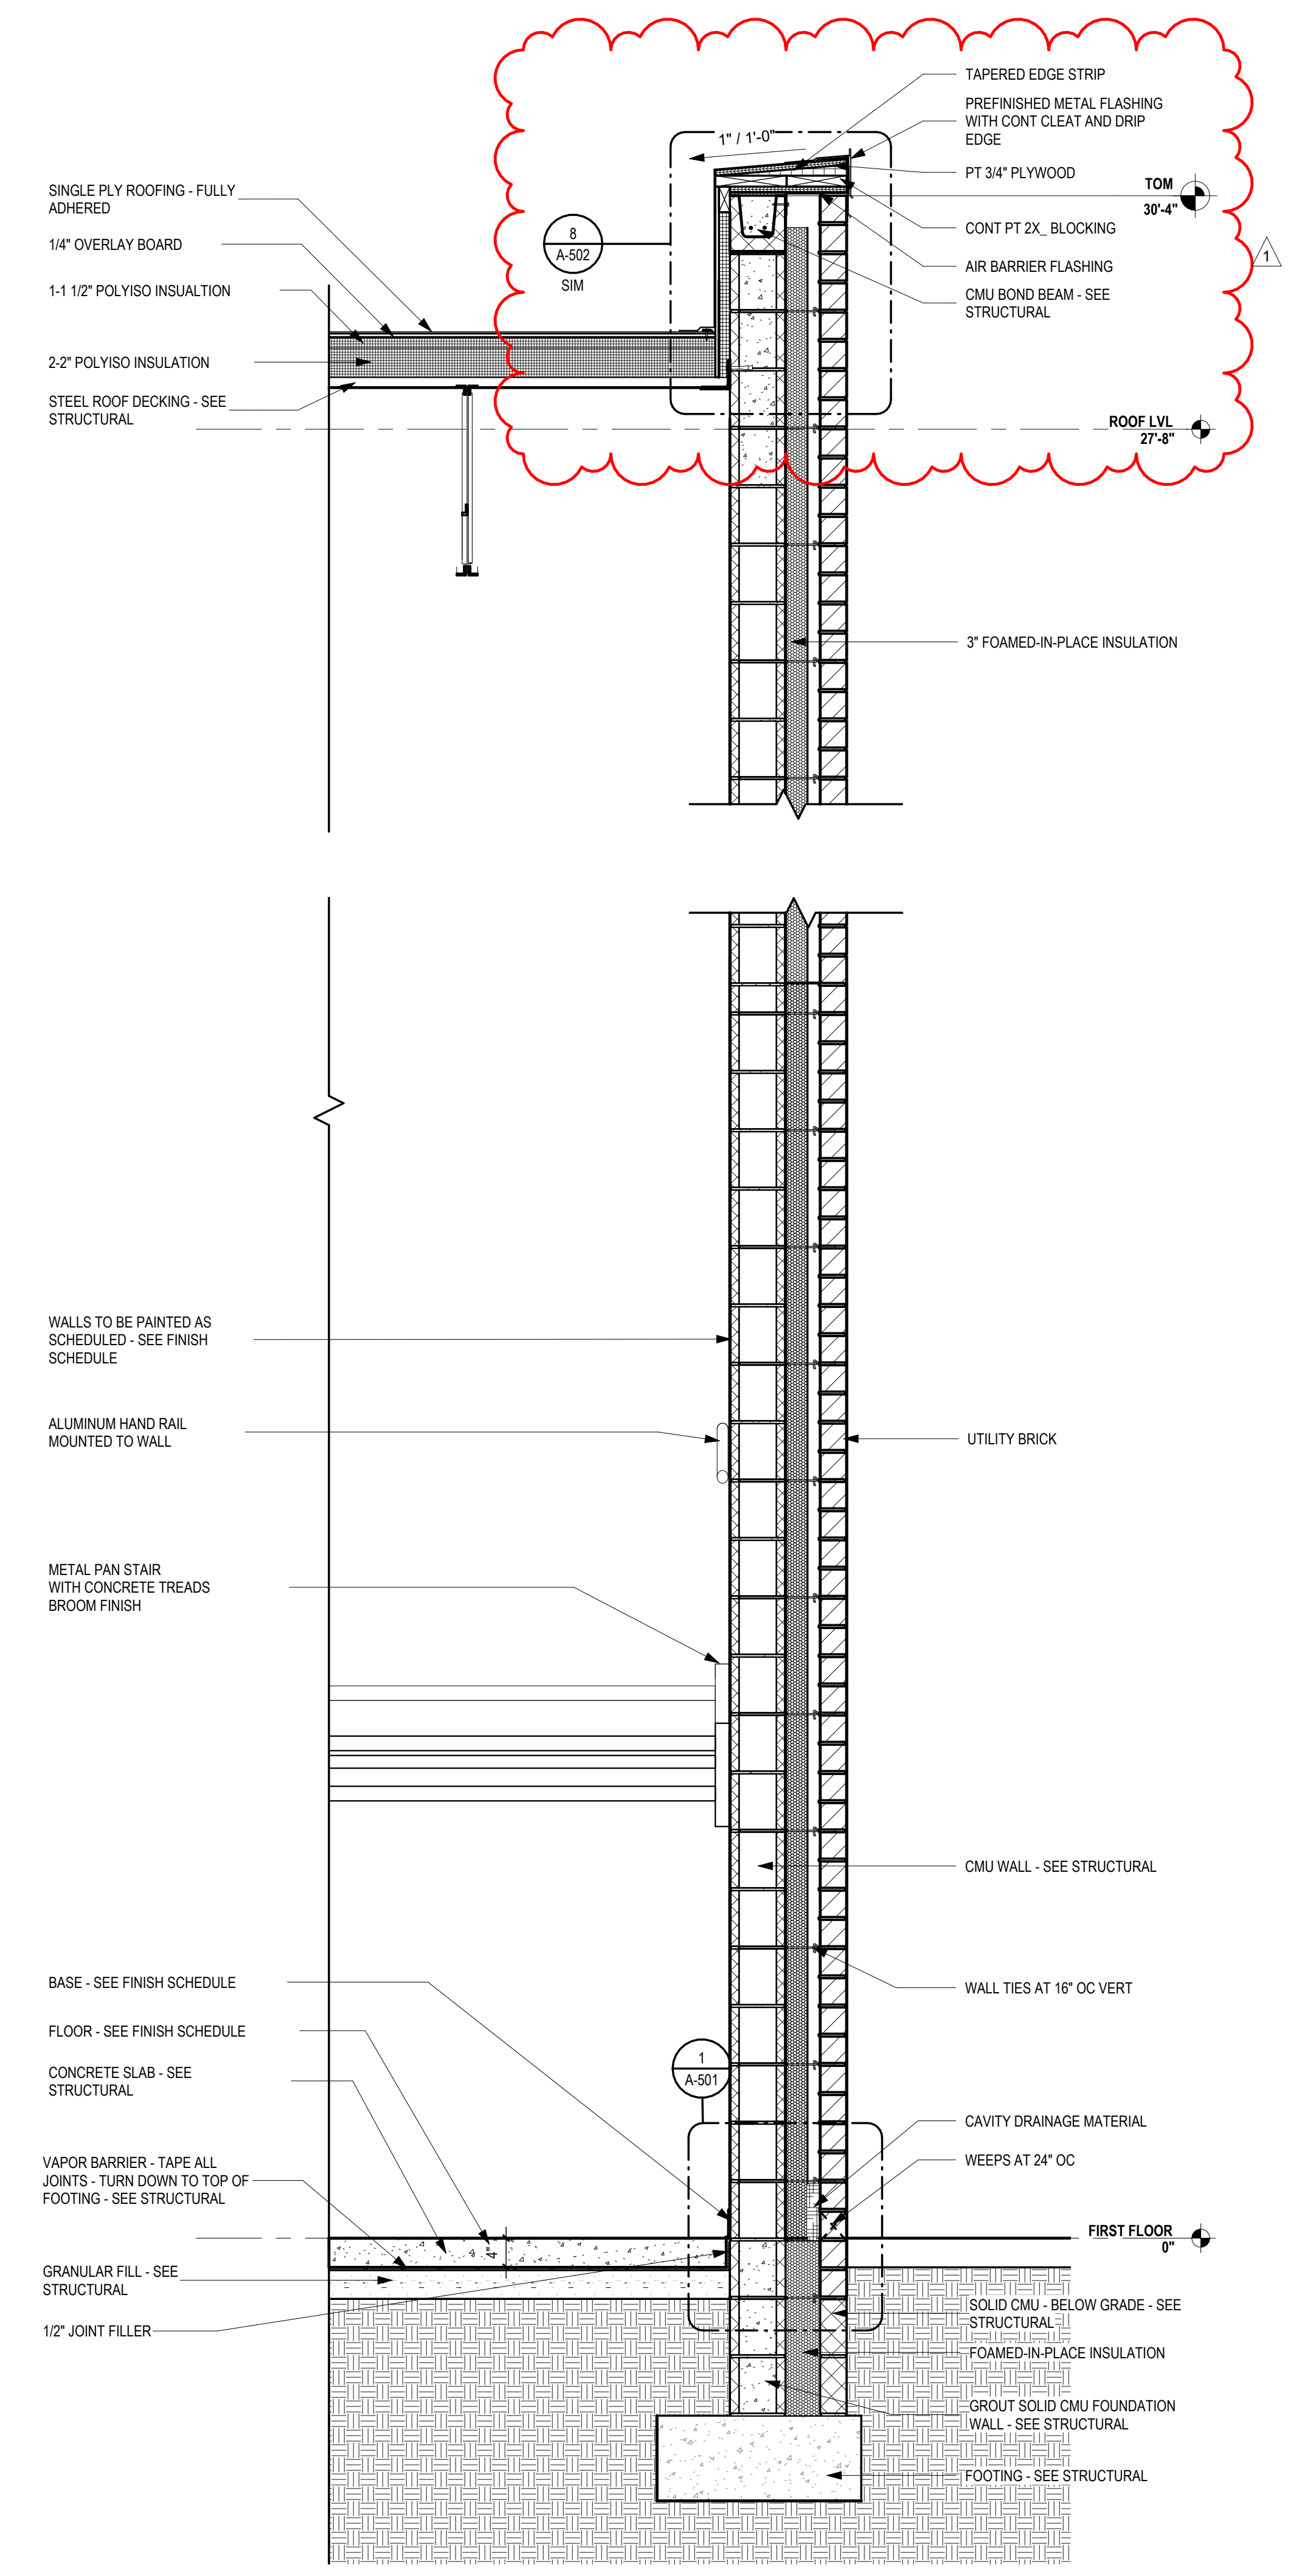 TAPERED EDGE STRIP
PREFINISHED METAL FLASHING
WITH CONT CLEAT AND DRIP
EDGE
1" / 1'-0"
PT 3/4" PLYWOOD
TOM
30'-4"
SINGLE PLY ROOFING - FULLY
ADHERED
8
A-502
SIM
CONT PT 2X_ BLOCKING
1/4" OVERLAY BOARD
1
AIR BARRIER FLASHING
1-1 1/2" POLYISO INSUALTION
CMU BOND BEAM - SEE
STRUCTURAL
2-2" POLYISO INSULATION
STEEL ROOF DECKING - SEE
STRUCTURAL
ROOF LVL
27'-8"
3" FOAMED-IN-PLACE INSULATION
WALLS TO BE PAINTED AS
SCHEDULED - SEE FINISH
SCHEDULE
ALUMINUM HAND RAIL
MOUNTED TO WALL
UTILITY BRICK
METAL PAN STAIR
WITH CONCRETE TREADS
BROOM FINISH
CMU WALL - SEE STRUCTURAL
BASE - SEE FINISH SCHEDULE
WALL TIES AT 16" OC VERT
FLOOR - SEE FINISH SCHEDULE
1
A-501
CONCRETE SLAB - SEE
STRUCTURAL
CAVITY DRAINAGE MATERIAL
VAPOR BARRIER - TAPE ALL
JOINTS - TURN DOWN TO TOP OF
FOOTING - SEE STRUCTURAL
WEEPS AT 24" OC
FIRST FLOOR
0"
4"
GRANULAR FILL - SEE
STRUCTURAL
SOLID CMU - BELOW GRADE - SEE
STRUCTURAL
1/2" JOINT FILLER
FOAMED-IN-PLACE INSULATION
GROUT SOLID CMU FOUNDATION
WALL - SEE STRUCTURAL
FOOTING - SEE STRUCTURAL